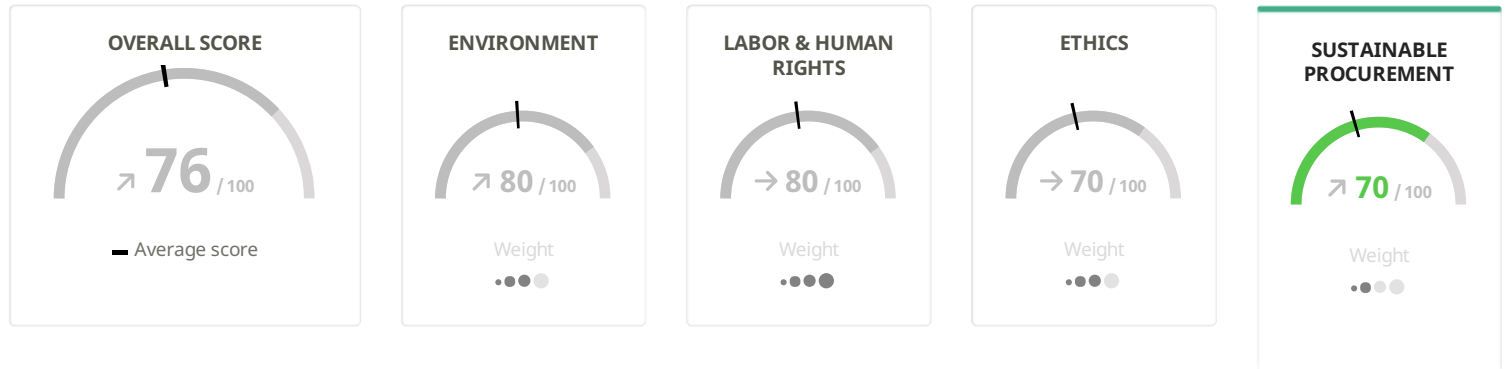 OVERALL SCORE
76 / 100
Average score
ENVIRONMENT
80 / 100
Weight
LABOR & HUMAN
RIGHTS
80 / 100
Weight
ETHICS
70 / 100
Weight
SUSTAINABLE
PROCUREMENT
70 / 100
Weight